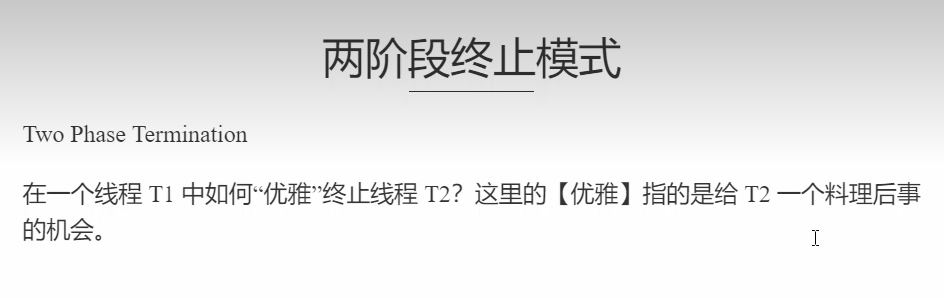 两阶段终止模式
Two Phase Termination
在一个线程 T1 中如何“优雅”终止线程 T2？这里的【优雅】指的是给 T2 一个料理后事
的机会。